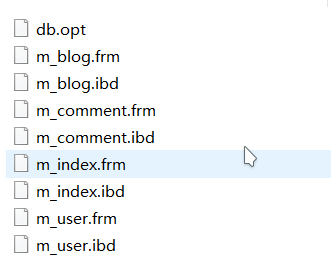 db.opt
m_blog.frm
m_blog.ibd
m_comment.frm
m_comment.ibd
m_index.frm
m_index.ibd
m_user.frm
m_user.ibd